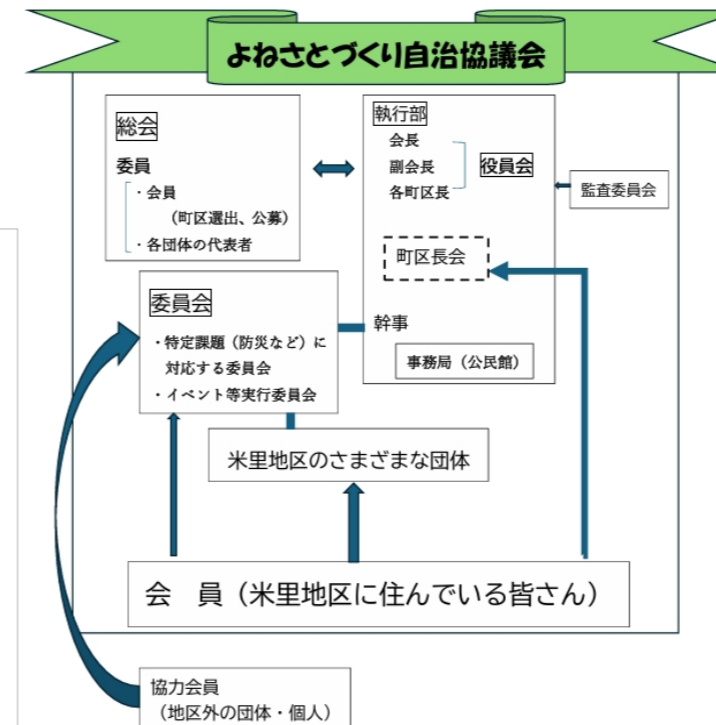 よねさとづくり自治協議会
総会
委員
・会員
（町区選出、公募）
・各団体の代表者
執行部
会長
副会長
各町区長
役員会
監査委員会
町区長会
幹事
事務局（公民館）
委員会
・特定課題（防災など）に
対応する委員会
・イベント等実行委員会
米里地区のさまざまな団体
会　員（米里地区に住んでいる皆さん）
協力会員
（地区外の団体・個人）